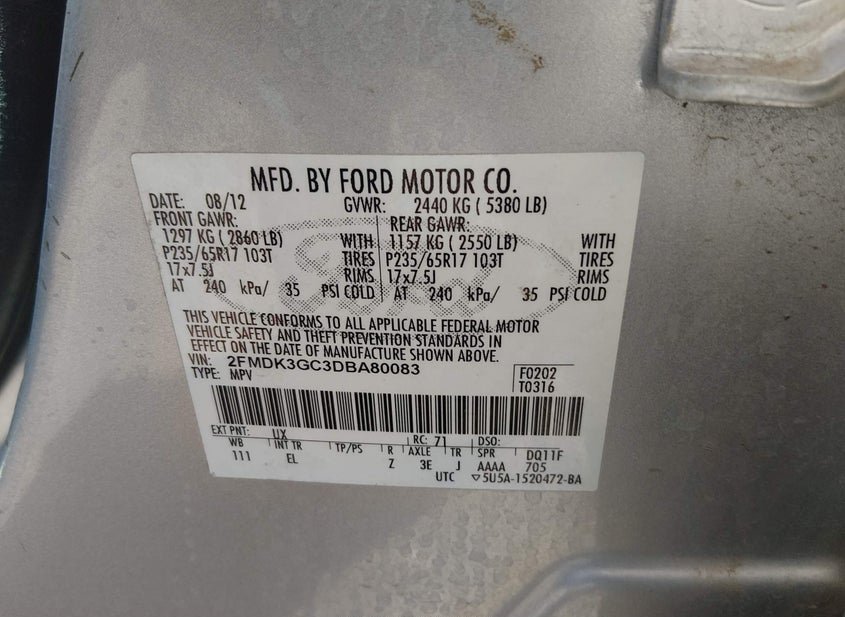 MFD. BY FORD MOTOR CO.
DATE: 08/12 GVWR: 2440 KG ( 5380 LB)
FRONT GAWR: REAR GAWR:
1297 KG ( 2860 LB) WITH 1157 KG ( 2550 LB) WITH
P235/65R17 103T TIRES P235/65R17 103T TIRES
17x7.5J RIMS 17x7.5J RIMS
AT 240 kPa/ 35 PSI COLD AT 240 kPa/ 35 PSI COLD
THIS VEHICLE CONFORMS TO ALL APPLICABLE FEDERAL MOTOR
VEHICLE SAFETY AND THEFT PREVENTION STANDARDS IN
EFFECT ON THE DATE OF MANUFACTURE SHOWN ABOVE.
VIN: 2FMDK3GC3DBA80083 F0202
TYPE: MPV T0316
EXT PNT: UX RC: 71 DSO:
WB INT TR TP/PS R AXLE TR SPR DQ11F
111 EL Z 3E J AAAA 705
UTC ▽5U5A-1520472-BA
Ford